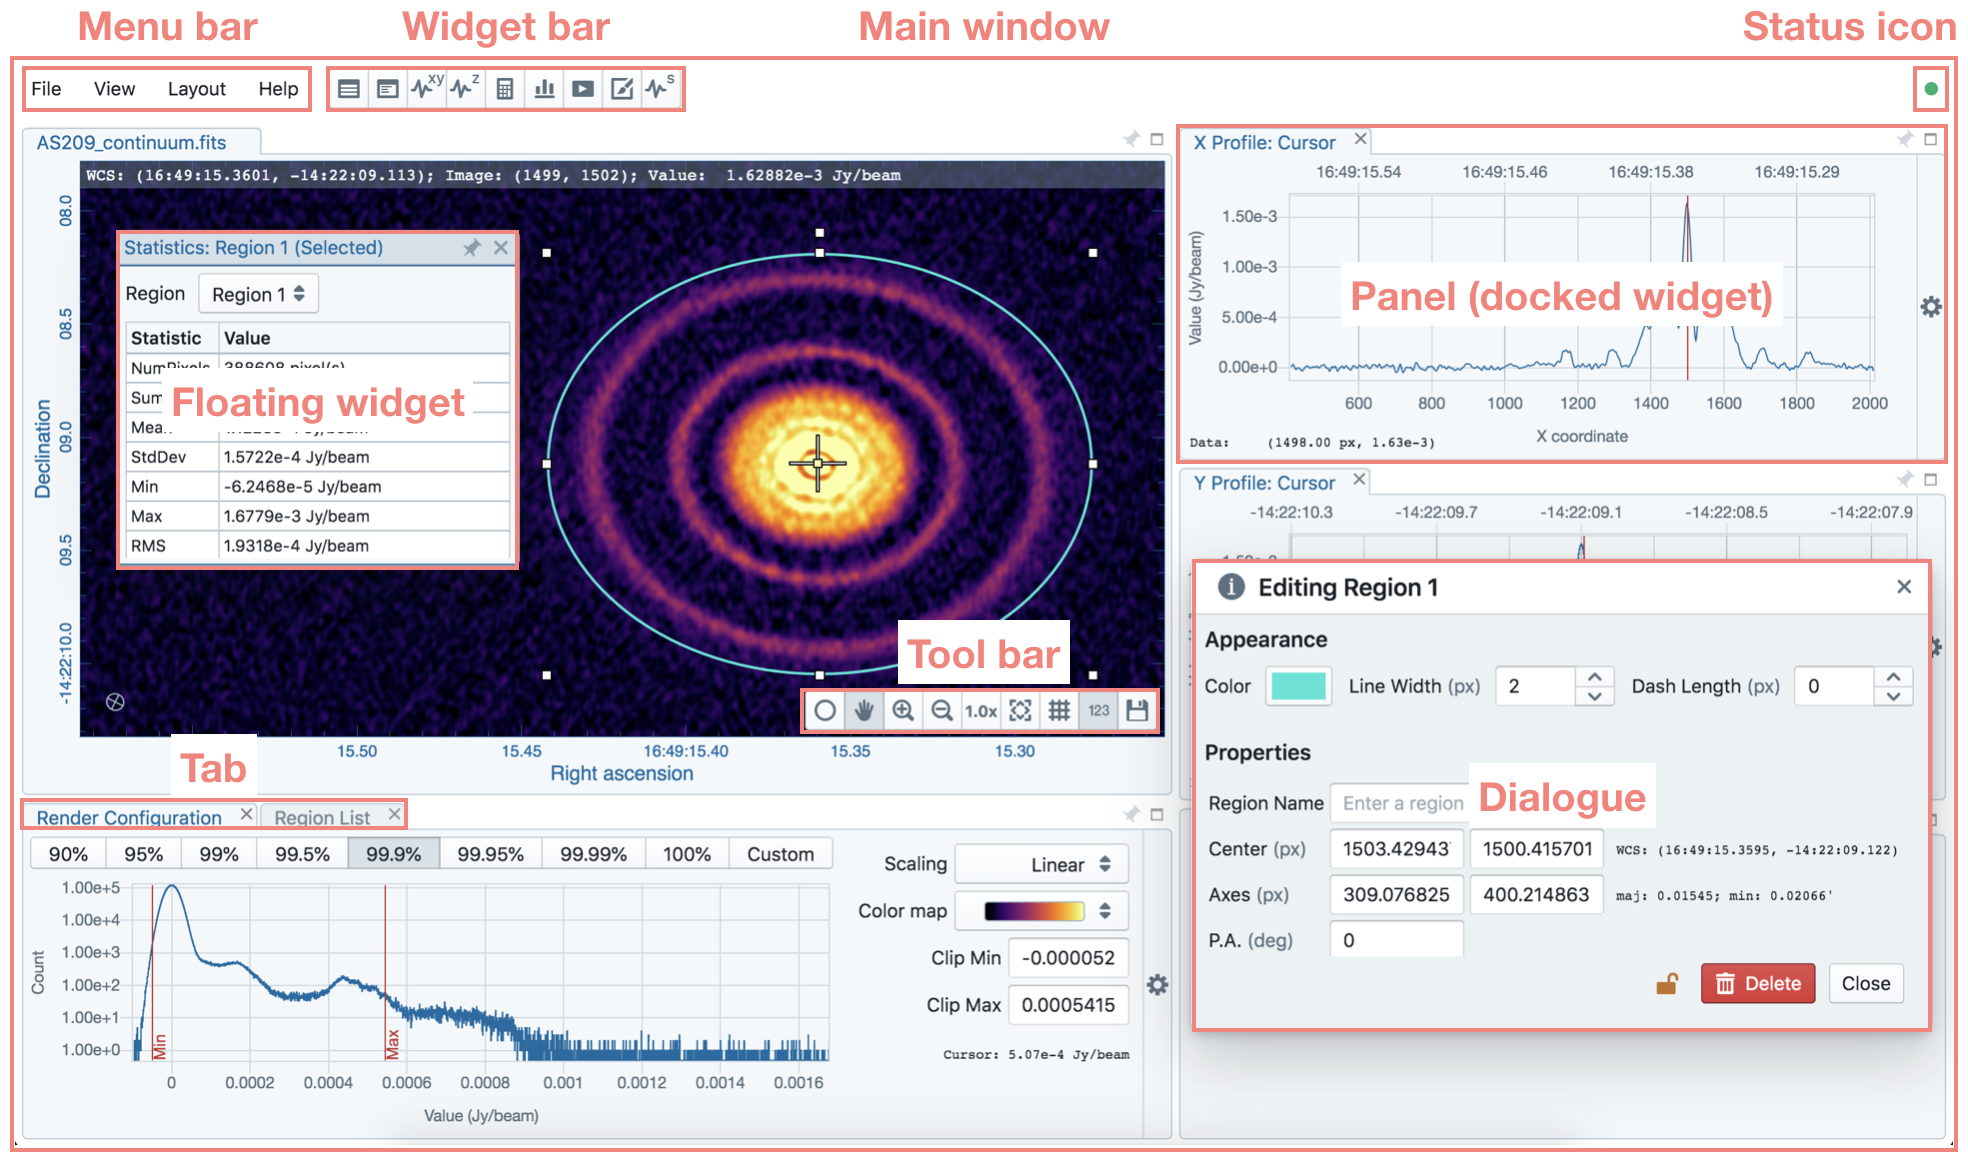 Menu bar
Widget bar
Main window
Status icon
File View Layout Help
xy z s
AS209_continuum.fits
WCS: (16:49:15.3601, -14:22:09.113); Image: (1499, 1502); Value: 1.62882e-3 Jy/beam
08.0
08.5
09.0
09.5
-14:22:10.0
Declination
Statistics: Region 1 (Selected)
Region Region 1
Statistic Value
NumPixels 388608 pixel(s)
Sum
Floating widget
Mean
StdDev 1.5722e-4 Jy/beam
Min -6.2468e-5 Jy/beam
Max 1.6779e-3 Jy/beam
RMS 1.9318e-4 Jy/beam
Tool bar
1.0x 123
15.50 15.45 16:49:15.40 15.35 15.30
Right ascension
X Profile: Cursor
16:49:15.54 16:49:15.46 16:49:15.38 16:49:15.29
1.50e-3
1.00e-3
5.00e-4
0.00e+0
Value (Jy/beam)
Panel (docked widget)
600 800 1000 1200 1400 1600 1800 2000
X coordinate
Data: (1498.00 px, 1.63e-3)
Y Profile: Cursor
-14:22:10.3 -14:22:09.7 -14:22:09.1 -14:22:08.5 -14:22:07.9
Editing Region 1
Appearance
Color Line Width (px) 2 Dash Length (px) 0
Properties
Region Name Enter a region
Dialogue
Center (px) 1503.42943 1500.415701 WCS: (16:49:15.3595, -14:22:09.122)
Axes (px) 309.076825 400.214863 maj: 0.01545; min: 0.02066'
P.A. (deg) 0
Delete Close
Tab
Render Configuration Region List
90% 95% 99% 99.5% 99.9% 99.95% 99.99% 100% Custom
1.00e+5
1.00e+4
1.00e+3
1.00e+2
1.00e+1
1.00e+0
Count
Min
Max
0 0.0002 0.0004 0.0006 0.0008 0.001 0.0012 0.0014 0.0016
Value (Jy/beam)
Scaling Linear
Color map
Clip Min -0.000052
Clip Max 0.0005415
Cursor: 5.07e-4 Jy/beam